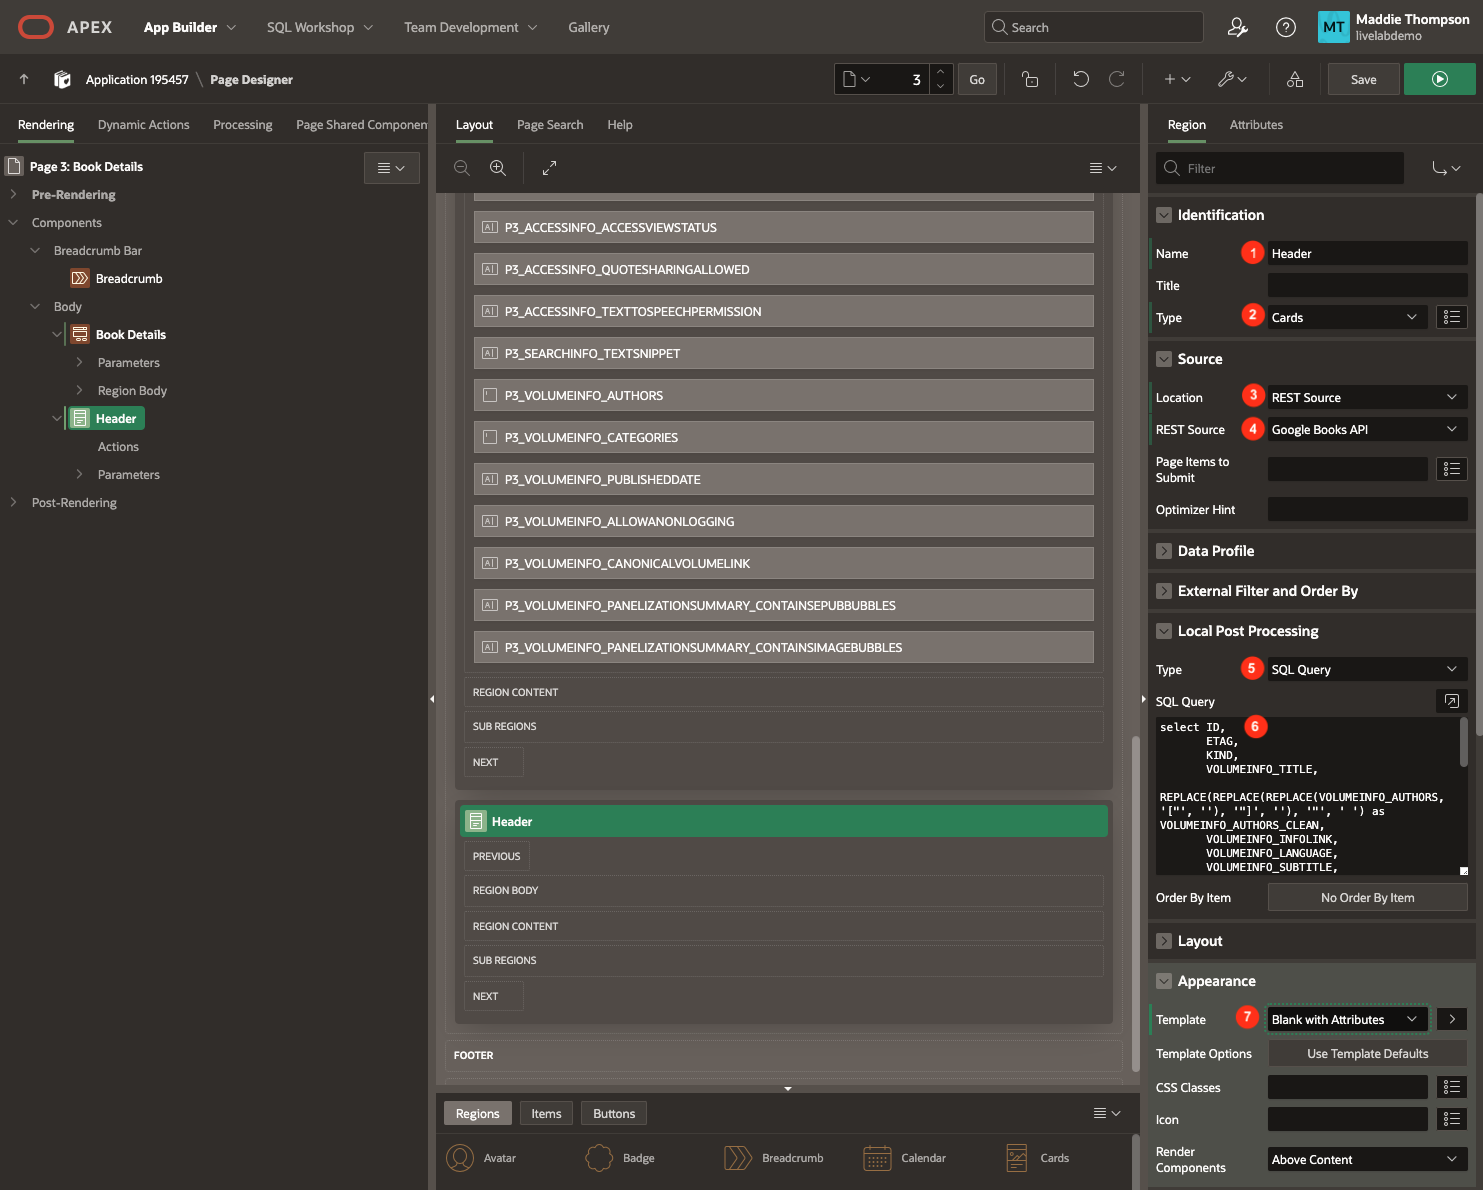 APEX
App Builder
SQL Workshop
Team Development
Gallery
Search
MT
Maddie Thompson
livelabdemo
Application 195457 \ Page Designer
3
Go
Save
Rendering
Dynamic Actions
Processing
Page Shared Componen
Page 3: Book Details
Pre-Rendering
Components
Breadcrumb Bar
Breadcrumb
Body
Book Details
Parameters
Region Body
Header
Actions
Parameters
Post-Rendering
Layout
Page Search
Help
P3_ACCESSINFO_ACCESSVIEWSTATUS
P3_ACCESSINFO_QUOTESHARINGALLOWED
P3_ACCESSINFO_TEXTTOSPEECHPERMISSION
P3_SEARCHINFO_TEXTSNIPPET
P3_VOLUMEINFO_AUTHORS
P3_VOLUMEINFO_CATEGORIES
P3_VOLUMEINFO_PUBLISHEDDATE
P3_VOLUMEINFO_ALLOWANONLOGGING
P3_VOLUMEINFO_CANONICALVOLUMELINK
P3_VOLUMEINFO_PANELIZATIONSUMMARY_CONTAINSEPUBBUBBLES
P3_VOLUMEINFO_PANELIZATIONSUMMARY_CONTAINSIMAGEBUBBLES
REGION CONTENT
SUB REGIONS
NEXT
Header
PREVIOUS
REGION BODY
REGION CONTENT
SUB REGIONS
NEXT
FOOTER
Regions
Items
Buttons
Avatar
Badge
Breadcrumb
Calendar
Cards
Region
Attributes
Filter
Identification
Name
1
Header
Title
Type
2
Cards
Source
Location
3
REST Source
REST Source
4
Google Books API
Page Items to
Submit
Optimizer Hint
Data Profile
External Filter and Order By
Local Post Processing
Type
5
SQL Query
SQL Query
select ID,
6
ETAG,
KIND,
VOLUMEINFO_TITLE,
REPLACE(REPLACE(REPLACE(VOLUMEINFO_AUTHORS,
'["', ''), '"]', ''), '"', ' ') as
VOLUMEINFO_AUTHORS_CLEAN,
VOLUMEINFO_INFOLINK,
VOLUMEINFO_LANGUAGE,
VOLUMEINFO_SUBTITLE,
Order By Item
No Order By Item
Layout
Appearance
Template
7
Blank with Attributes
Template Options
Use Template Defaults
CSS Classes
Icon
Render
Components
Above Content